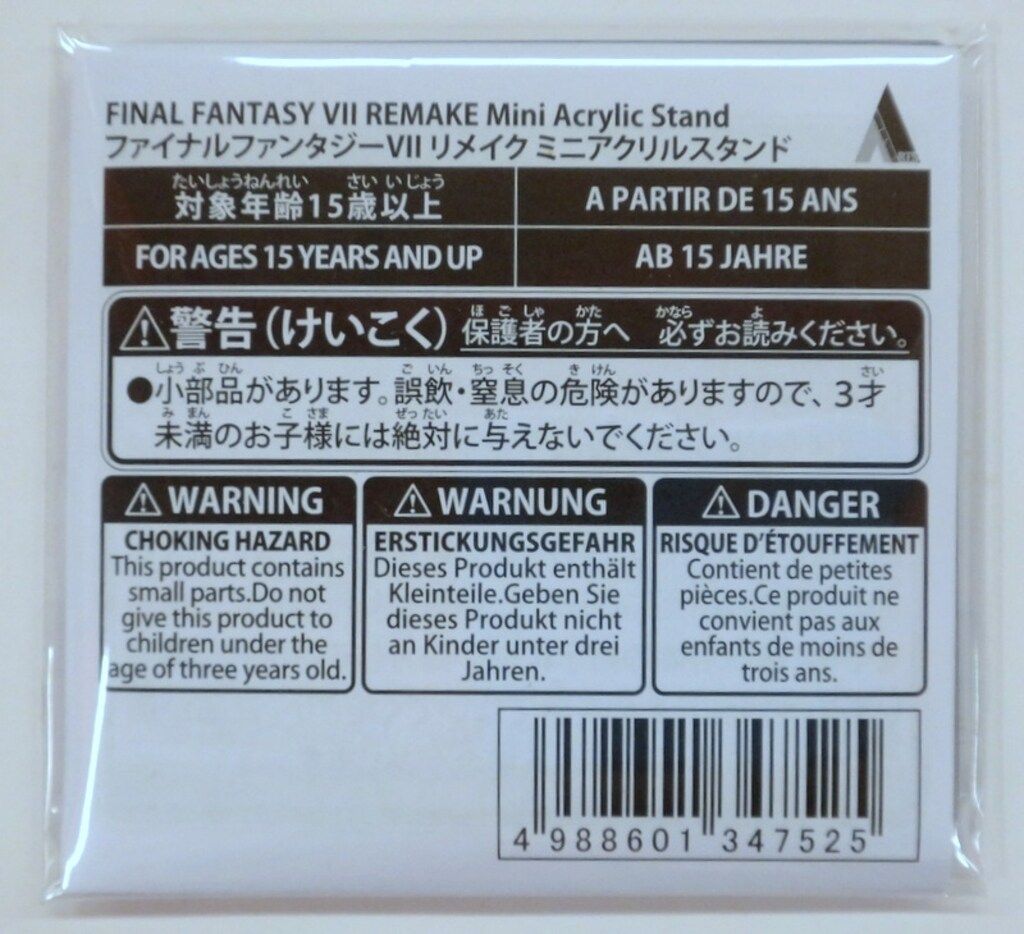 FINAL FANTASY VII REMAKE Mini Acrylic Stand
ファイナルファンタジーVII リメイク ミニアクリルスタンド
たいしょうねんれい さい いじょう
対象年齢15歳以上
A PARTIR DE 15 ANS
FOR AGES 15 YEARS AND UP
AB 15 JAHRE
ほ ご しゃ かた かなら よ
警告(けいこく) 保護者の方へ 必ずお読みください。
しょう ぶ ひん ご いん ちっ そく き けん さい
●小部品があります。誤飲・窒息の危険がありますので、3才
み まん こ さま ぜったい あた
未満のお子様には絶対に与えないでください。
WARNING
CHOKING HAZARD
This product contains
small parts.Do not
give this product to
children under the
age of three years old.
WARNUNG
ERSTICKUNGSGEFAHR
Dieses Produkt enthält
Kleinteile.Geben Sie
dieses Produkt nicht
an Kinder unter drei
Jahren.
DANGER
RISQUE D'ÉTOUFFEMENT
Contient de petites
pièces.Ce produit ne
convient pas aux
enfants de moins de
trois ans.
4 988601 347525